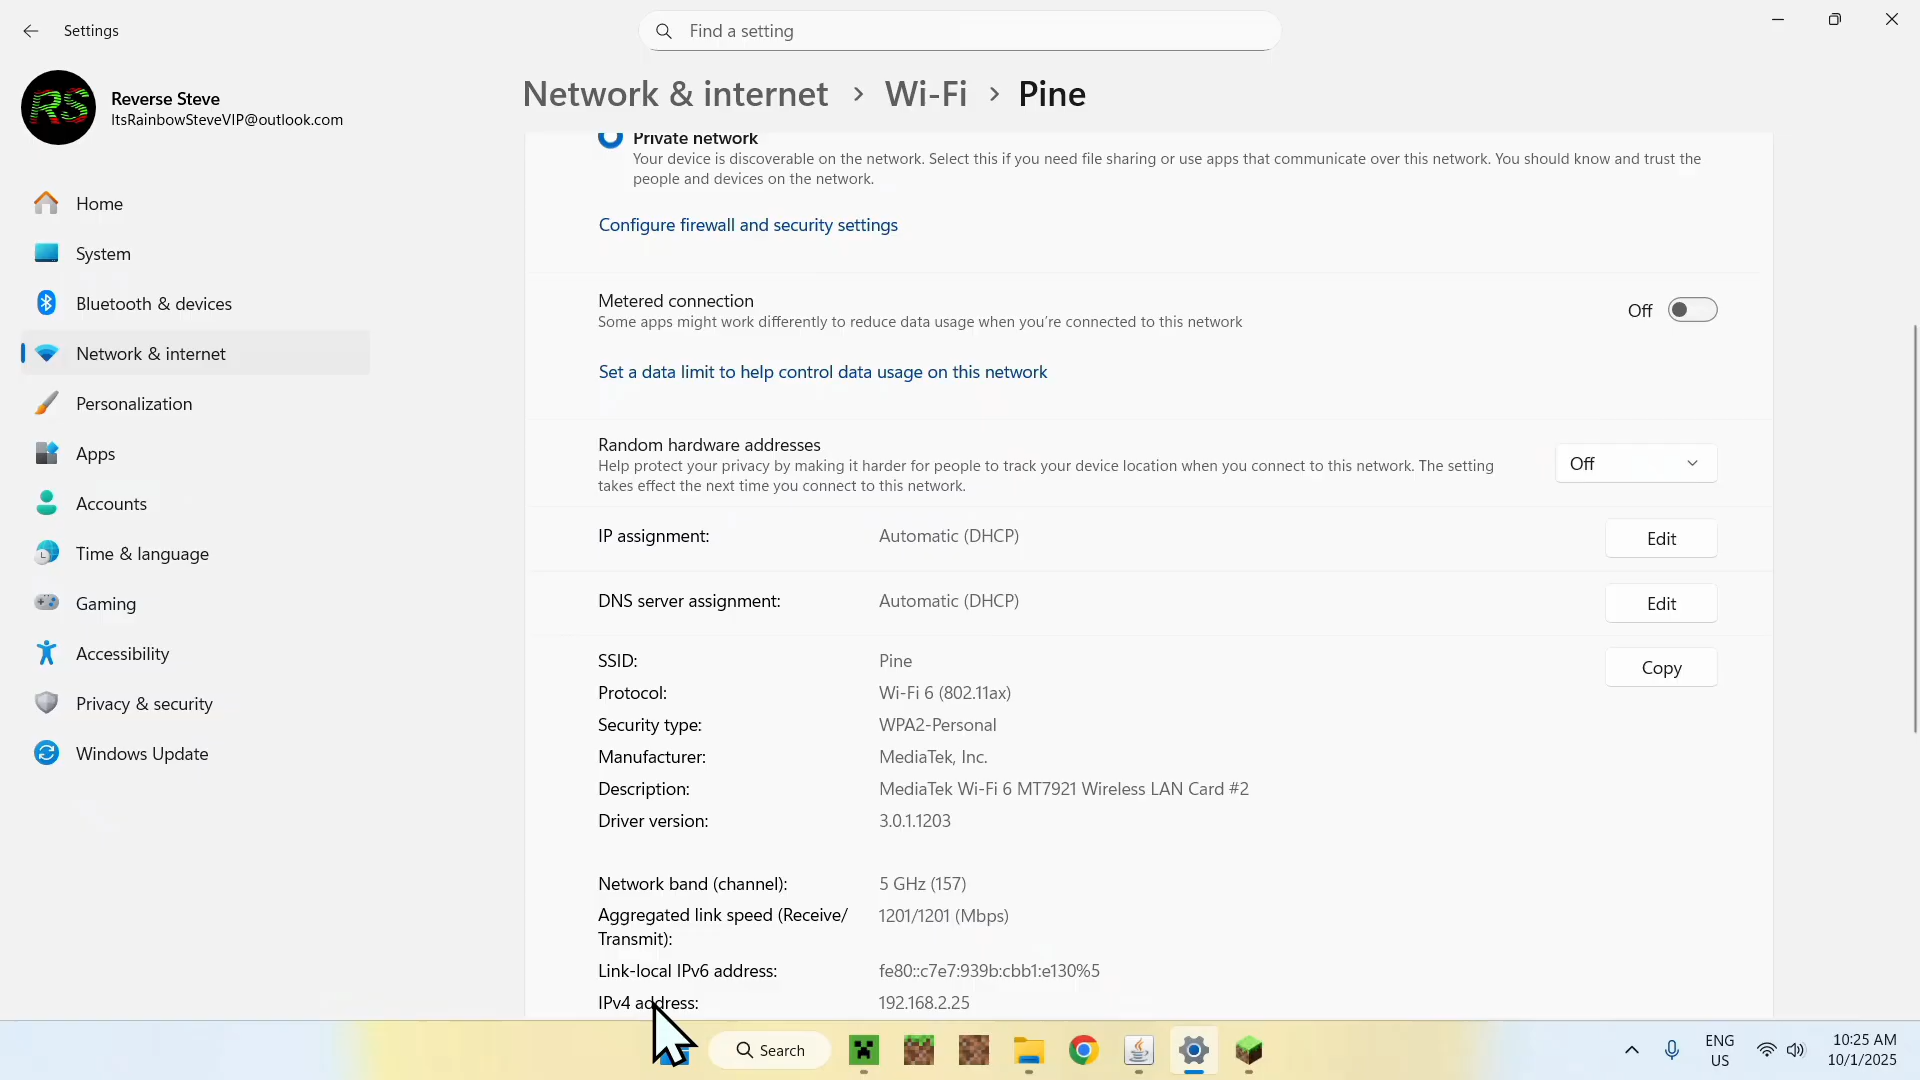 Settings
Find a setting
RS
Reverse Steve
ItsRainbowSteveVIP@outlook.com
Home
System
Bluetooth & devices
Network & internet
Personalization
Apps
Accounts
Time & language
Gaming
Accessibility
Privacy & security
Windows Update
Network & internet > Wi-Fi > Pine
Private network
Your device is discoverable on the network. Select this if you need file sharing or use apps that communicate over this network. You should know and trust the
people and devices on the network.
Configure firewall and security settings
Metered connection
Some apps might work differently to reduce data usage when you're connected to this network
Off
Set a data limit to help control data usage on this network
Random hardware addresses
Help protect your privacy by making it harder for people to track your device location when you connect to this network. The setting
takes effect the next time you connect to this network.
Off
IP assignment: Automatic (DHCP) Edit
DNS server assignment: Automatic (DHCP) Edit
SSID: Pine Copy
Protocol: Wi-Fi 6 (802.11ax)
Security type: WPA2-Personal
Manufacturer: MediaTek, Inc.
Description: MediaTek Wi-Fi 6 MT7921 Wireless LAN Card #2
Driver version: 3.0.1.1203
Network band (channel): 5 GHz (157)
Aggregated link speed (Receive/ 1201/1201 (Mbps)
Transmit):
Link-local IPv6 address: fe80::c7e7:939b:cbb1:e130%5
IPv4 address: 192.168.2.25
Search
ENG
US
10:25 AM
10/1/2025